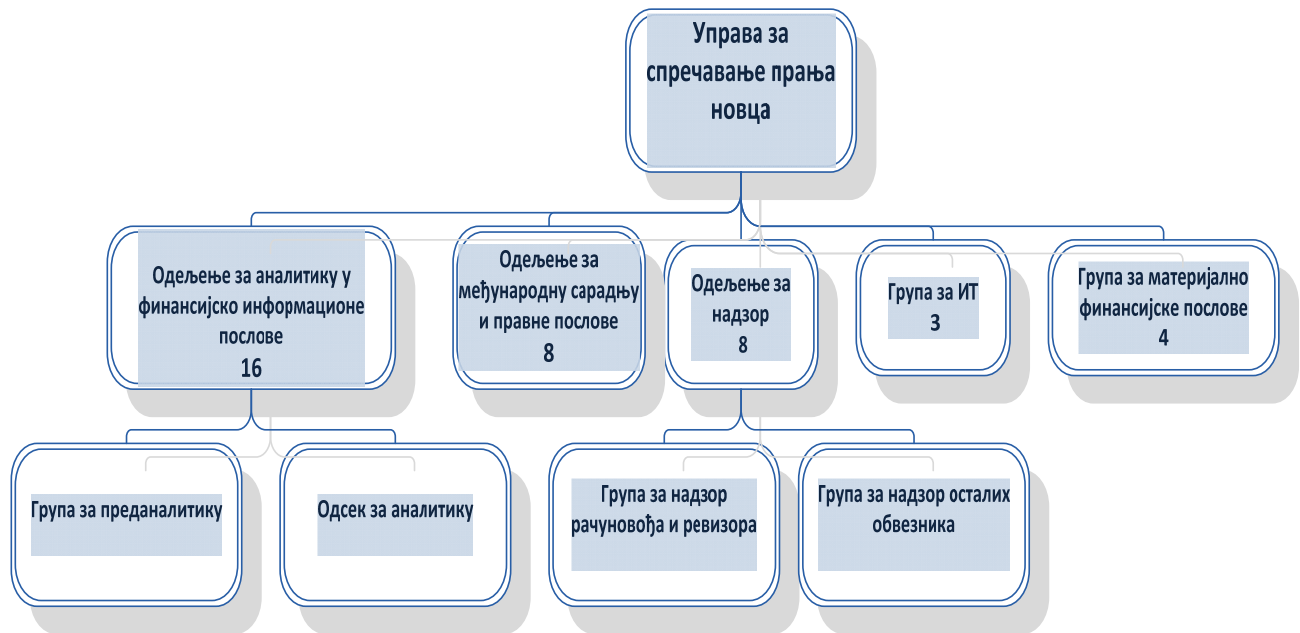 Управа за
спречавање прања
новца
Одељење за аналитику у
финансијско информационе
послове
16
Одељење за
међународну сарадњу
и правне послове
8
Одељење за
надзор
8
Група за ИТ
3
Група за материјално
финансијске послове
4
Група за преданалитику
Одсек за аналитику
Група за надзор
рачуновођа и ревизора
Група за надзор осталих
обвезника